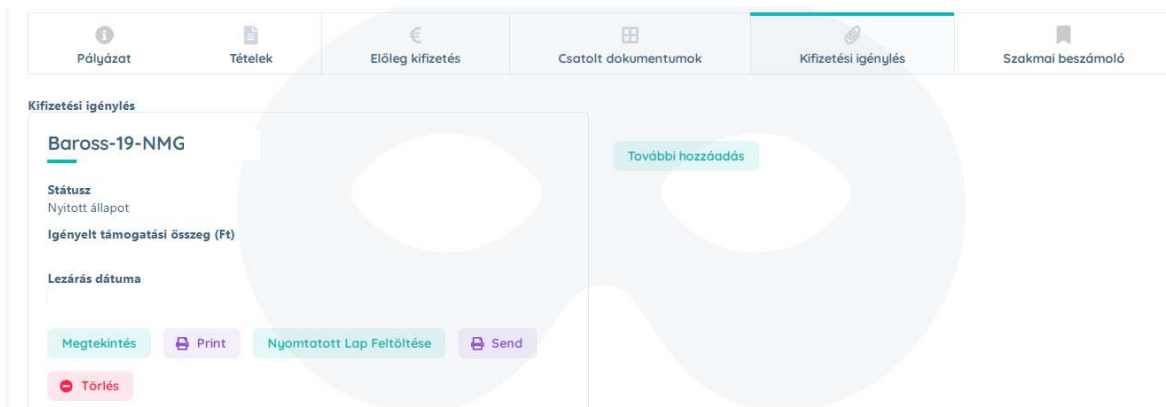 Pályázat Tételek Előleg kifizetés Csatolt dokumentumok Kifizetési igénylés Szakmai beszámoló
Kifizetési igénylés
Baross-19-NMG
További hozzáadás
Státusz
Nyitott állapot
Igényelt támogatási összeg (Ft)
Lezárás dátuma
Megtekintés Print Nyomtatott Lap Feltöltése Send
Törlés